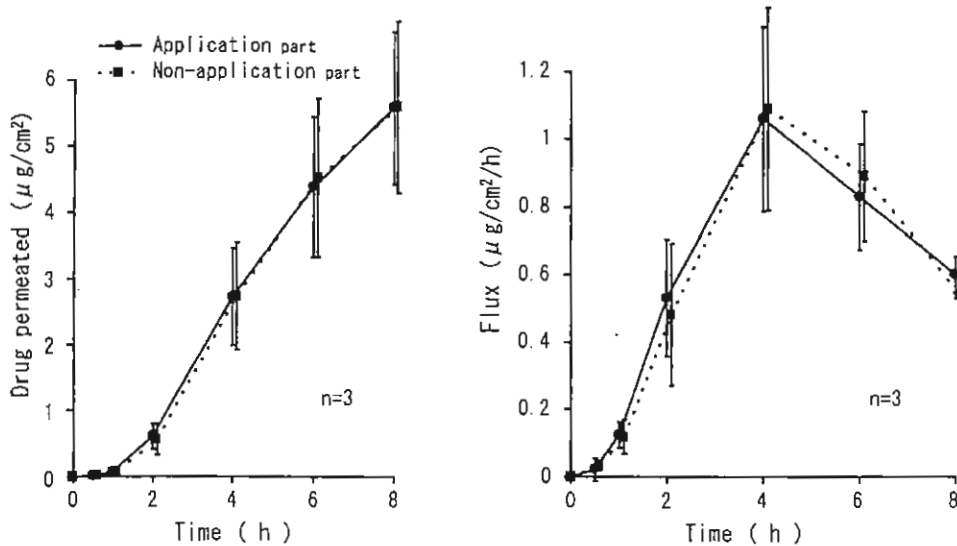 Application part
Non-application part
6
5
4
3
2
1
0
Drug permeated (μg/cm²)
n=3
0 2 4 6 8
Time (h)
1.2
1
0.8
0.6
0.4
0.2
0
Flux (μg/cm²/h)
n=3
0 2 4 6 8
Time (h)